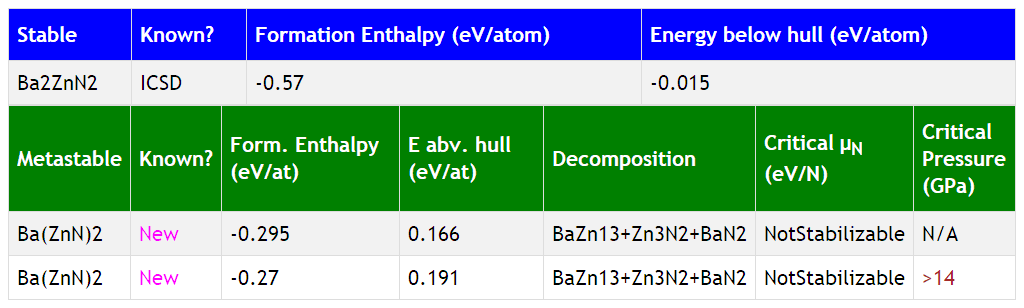 Stable Known? Formation Enthalpy (eV/atom) Energy below hull (eV/atom)
Ba2ZnN2 ICSD -0.57 -0.015
Metastable Known? Form. Enthalpy (eV/at) E abv. hull (eV/at) Decomposition Critical μN (eV/N) Critical Pressure (GPa)
Ba(ZnN)2 New -0.295 0.166 BaZn13+Zn3N2+BaN2 NotStabilizable N/A
Ba(ZnN)2 New -0.27 0.191 BaZn13+Zn3N2+BaN2 NotStabilizable >14